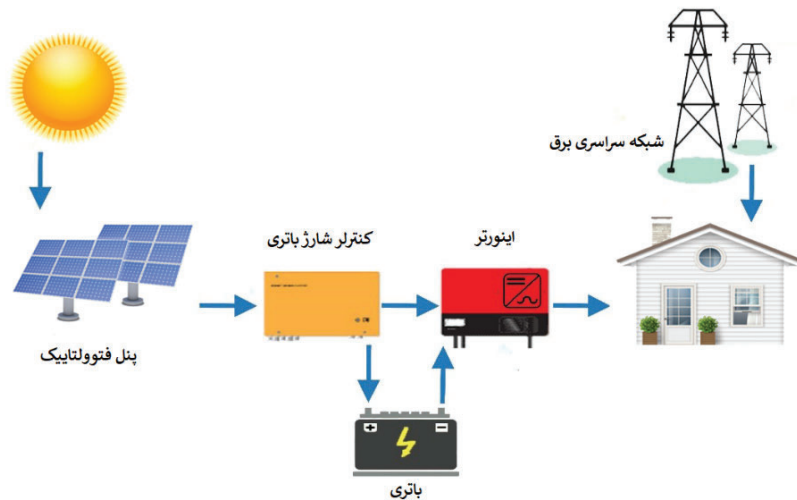 شبکه سراسری برق
کنترلر شارژ باتری
اینورتر
پنل فتوولتاییک
+
−
باتری